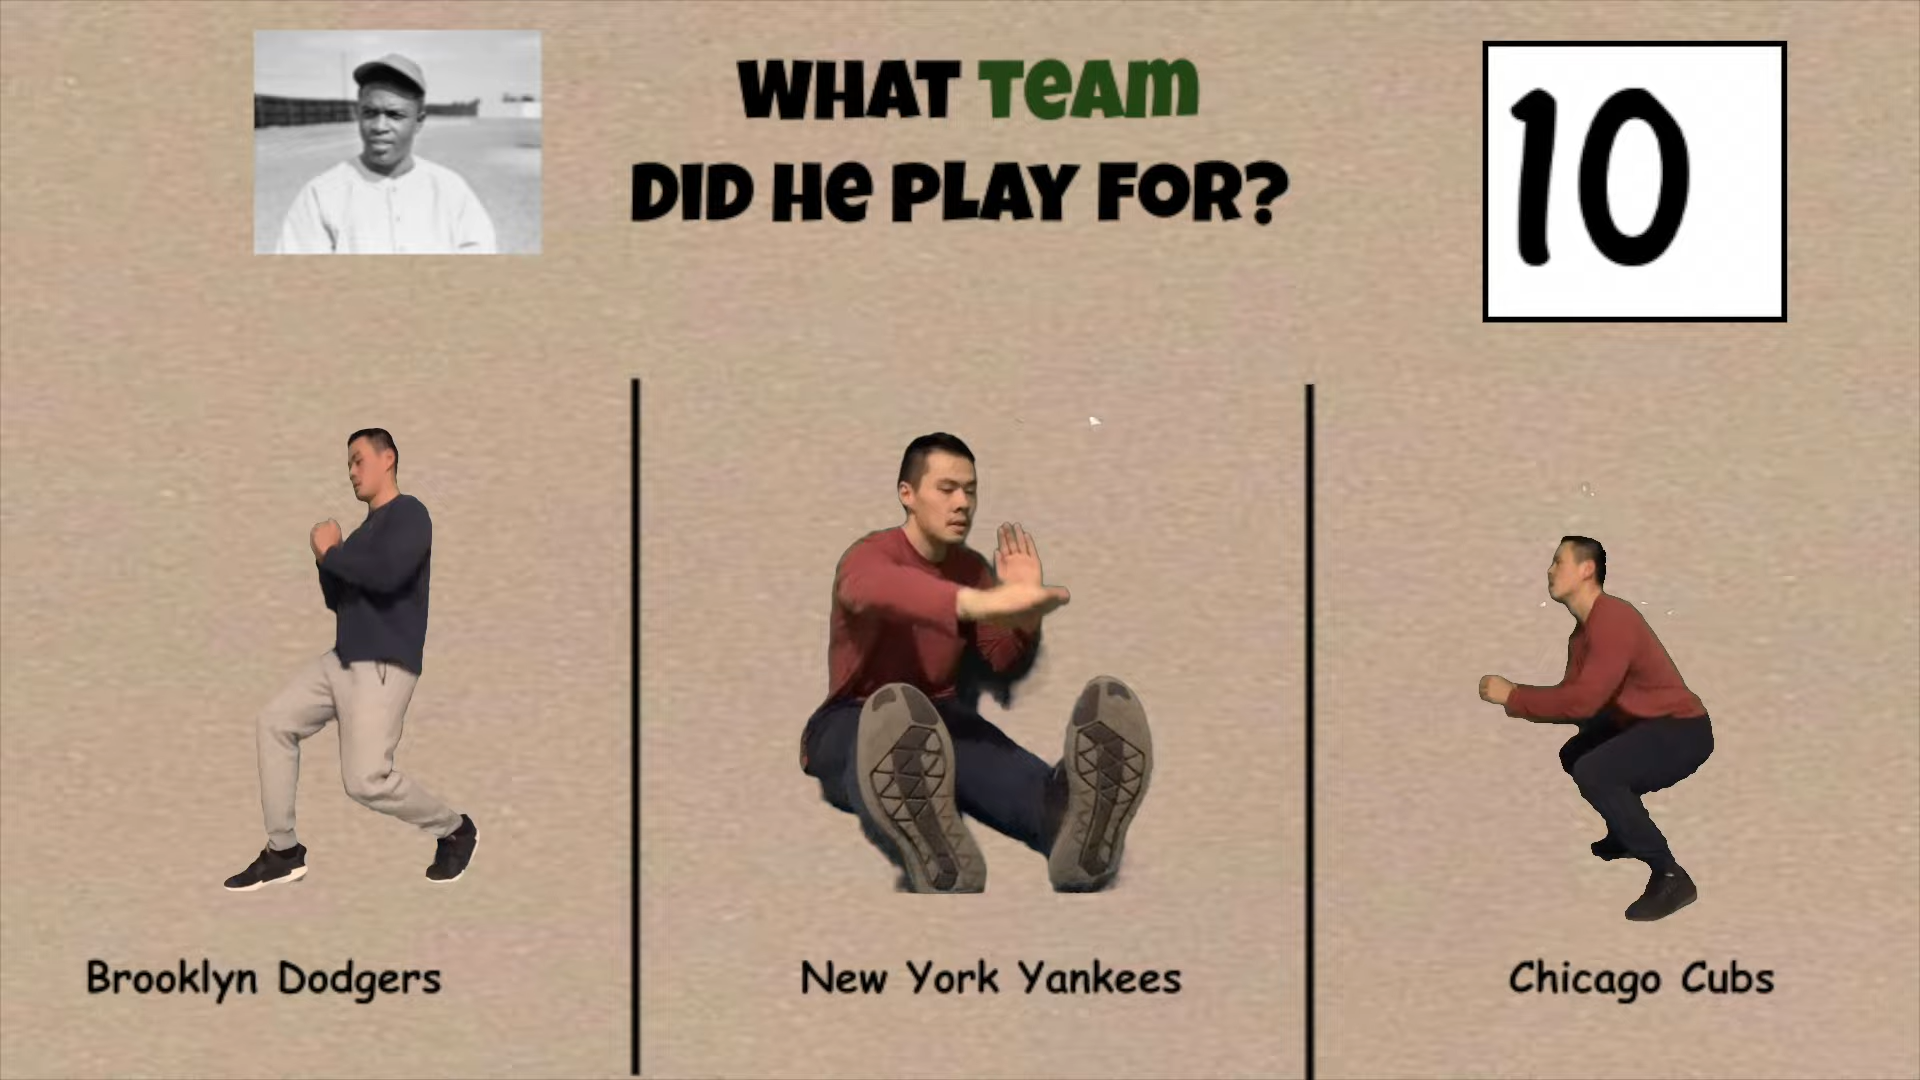 WHAT TEAM
DID HE PLAY FOR?
10
Brooklyn Dodgers
New York Yankees
Chicago Cubs